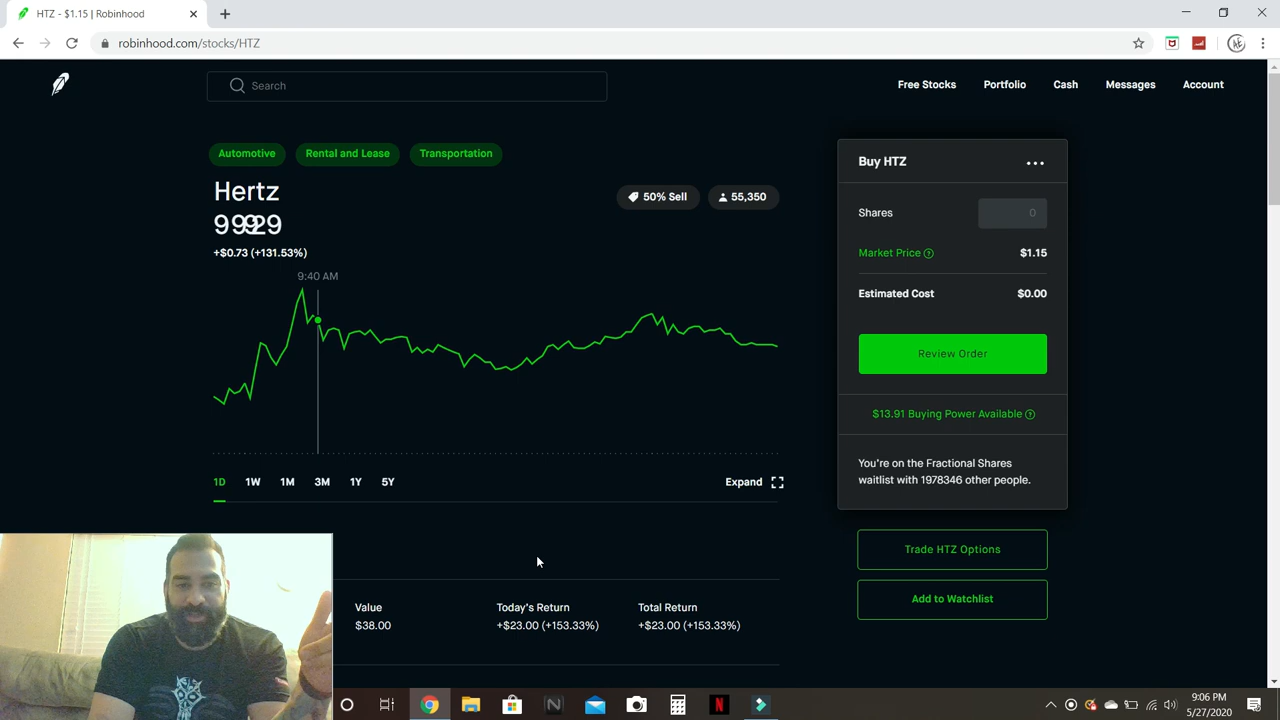 HTZ - $1.15 | Robinhood
robinhood.com/stocks/HTZ
Search
Free Stocks Portfolio Cash Messages Account
Automotive Rental and Lease Transportation
Hertz
50% Sell 55,350
+$0.73 (+131.53%)
9:40 AM
1D 1W 1M 3M 1Y 5Y Expand
Buy HTZ
Shares 0
Market Price $1.15
Estimated Cost $0.00
Review Order
$13.91 Buying Power Available
You're on the Fractional Shares
waitlist with 1978346 other people.
Trade HTZ Options
Add to Watchlist
Value Today's Return Total Return
$38.00 +$23.00 (+153.33%) +$23.00 (+153.33%)
9:06 PM
5/27/2020